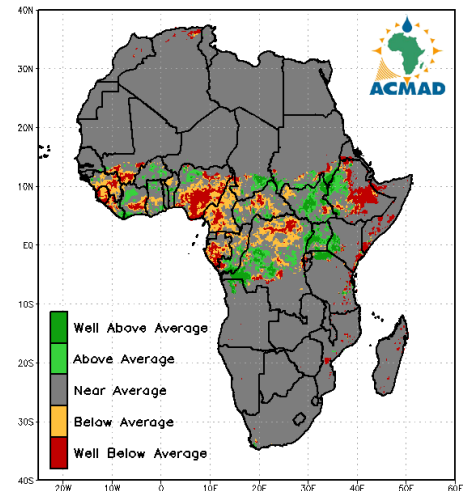 40N
ACMAD
30N
20N
10N
EQ
10S
Well Above Average
Above Average
20S
Near Average
30S
Below Average
Well Below Average
40S
20W 10W 0 10E 20E 30E 40E 50E 60E